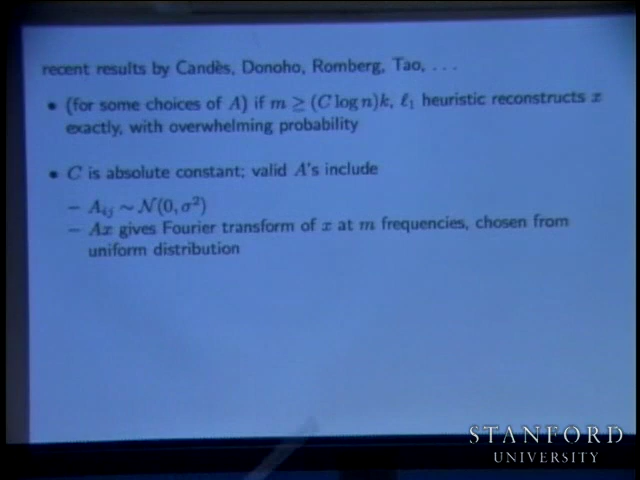 recent results by Candès, Donoho, Romberg, Tao, . . .
• (for some choices of A) if m ≥ (C log n)k, ℓ₁ heuristic reconstructs x
exactly, with overwhelming probability
• C is absolute constant; valid A's include
– Aᵢⱼ ∼ N(0, σ²)
– Ax gives Fourier transform of x at m frequencies, chosen from
uniform distribution
STANFORD
UNIVERSITY